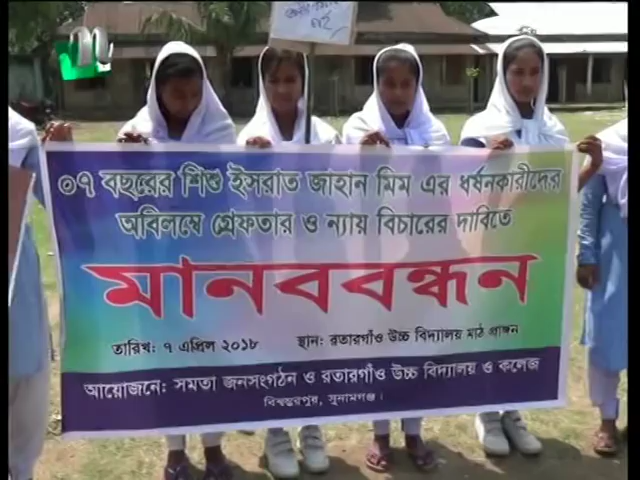 ০৭ বছরের শিশু ইসরাত জাহান মিম এর ধর্ষনকারীদের
অবিলম্বে গ্রেফতার ও ন্যায় বিচারের দাবিতে
মানববন্ধন
তারিখ: ৭ এপ্রিল ২০১৮ স্থান: রতারগাঁও উচ্চ বিদ্যালয় মাঠ প্রাঙ্গন
আয়োজনে: সমতা জনসংগঠন ও রতারগাঁও উচ্চ বিদ্যালয় ও কলেজ
বিশ্বম্ভরপুর, সুনামগঞ্জ।